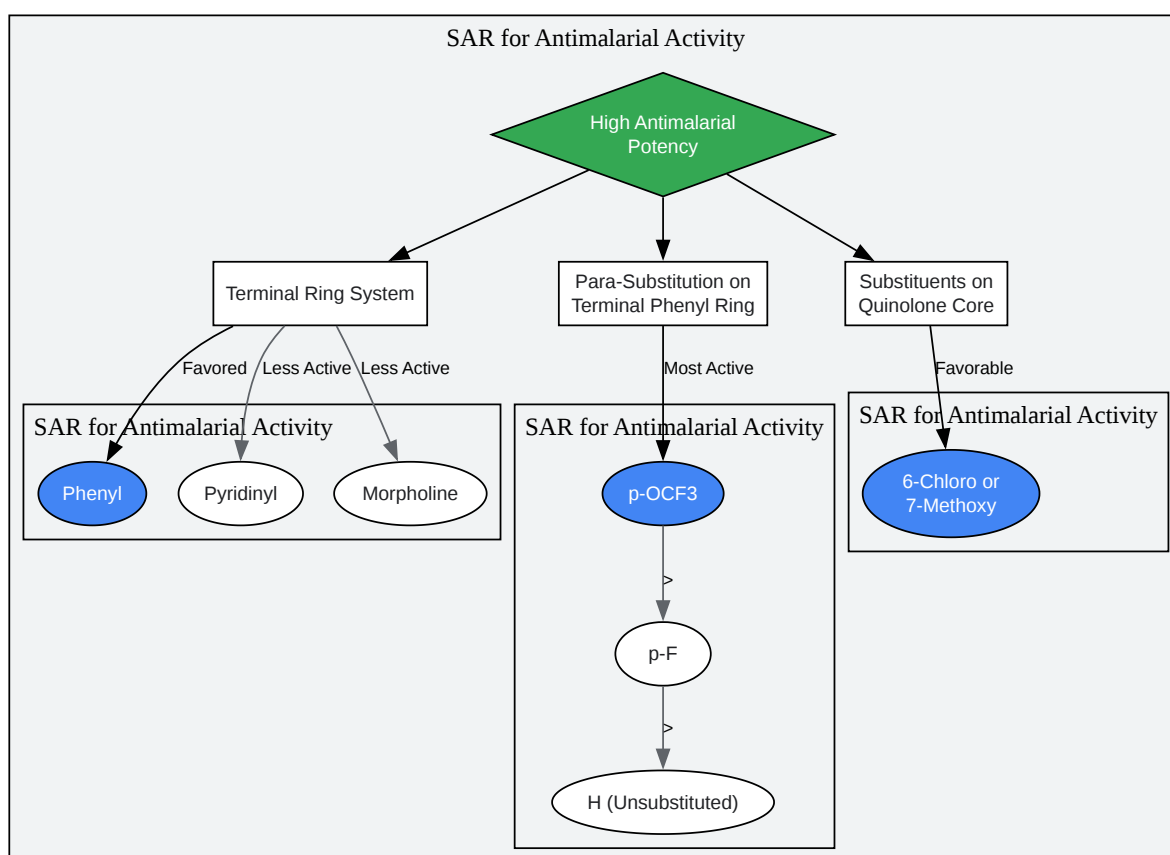 SAR for Antimalarial Activity
High Antimalarial
Potency
Terminal Ring System
Para-Substitution on
Terminal Phenyl Ring
Substituents on
Quinolone Core
Favored
Less Active
Less Active
Most Active
Favorable
SAR for Antimalarial Activity
Phenyl
Pyridinyl
Morpholine
SAR for Antimalarial Activity
p-OCF3
>
p-F
>
H (Unsubstituted)
SAR for Antimalarial Activity
6-Chloro or
7-Methoxy